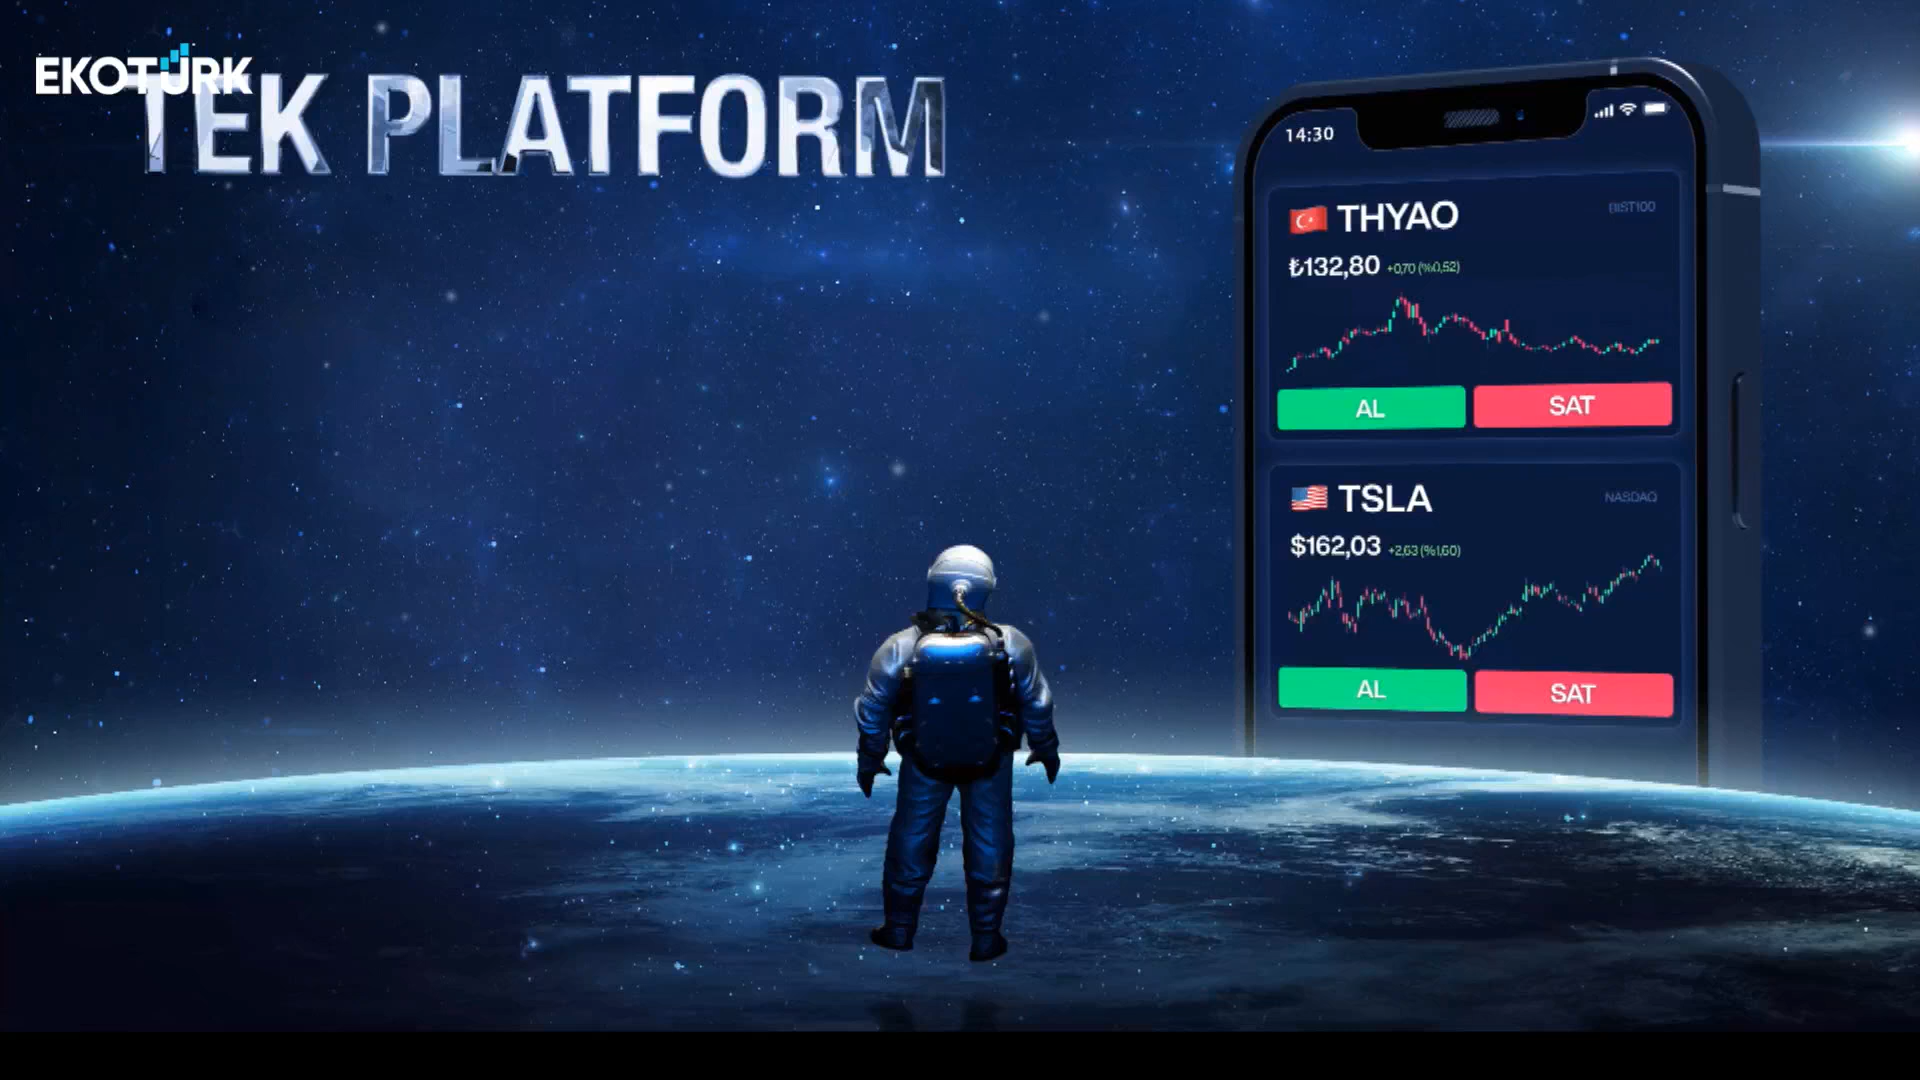 EKOTÜRK
TEK PLATFORM
14:30
THYAO
BIST100
₺132,80 +0,70 (%0,52)
AL
SAT
TSLA
NASDAQ
$162,03 +2,63 (%1,60)
AL
SAT